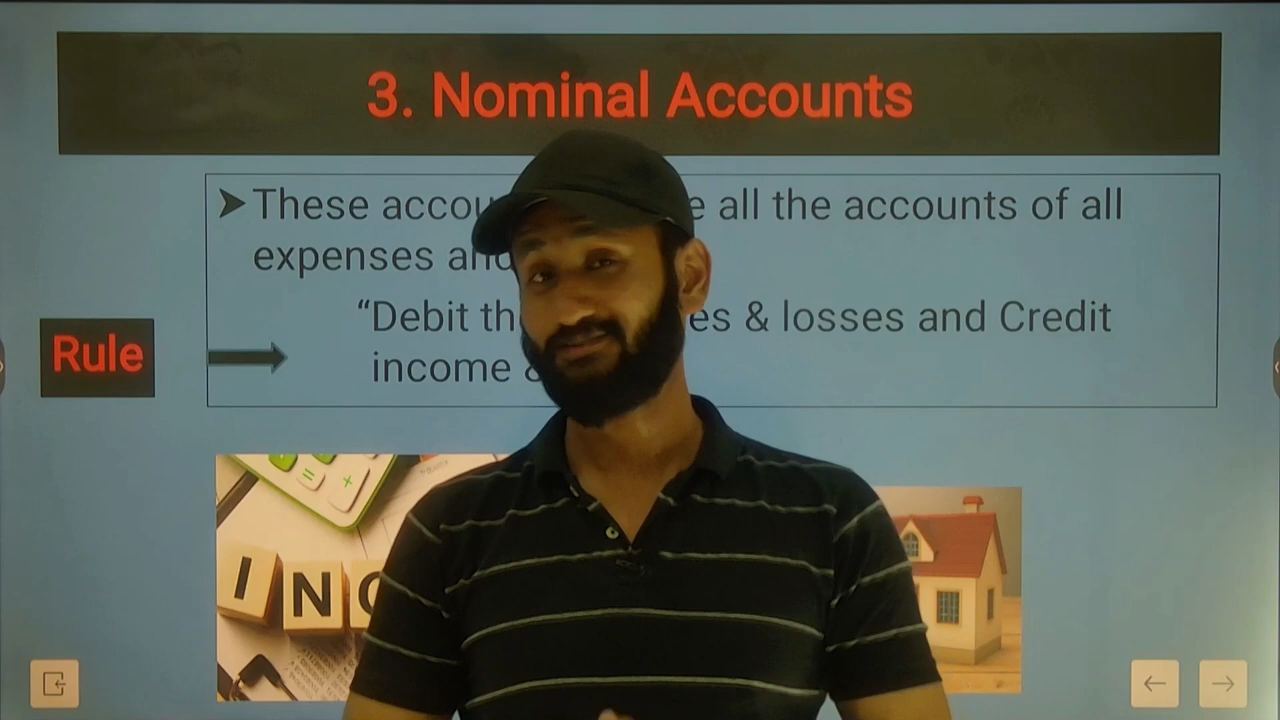 3. Nominal Accounts
➤ These accou e all the accounts of all
expenses and
“Debit th es & losses and Credit
income &
Rule
I N C